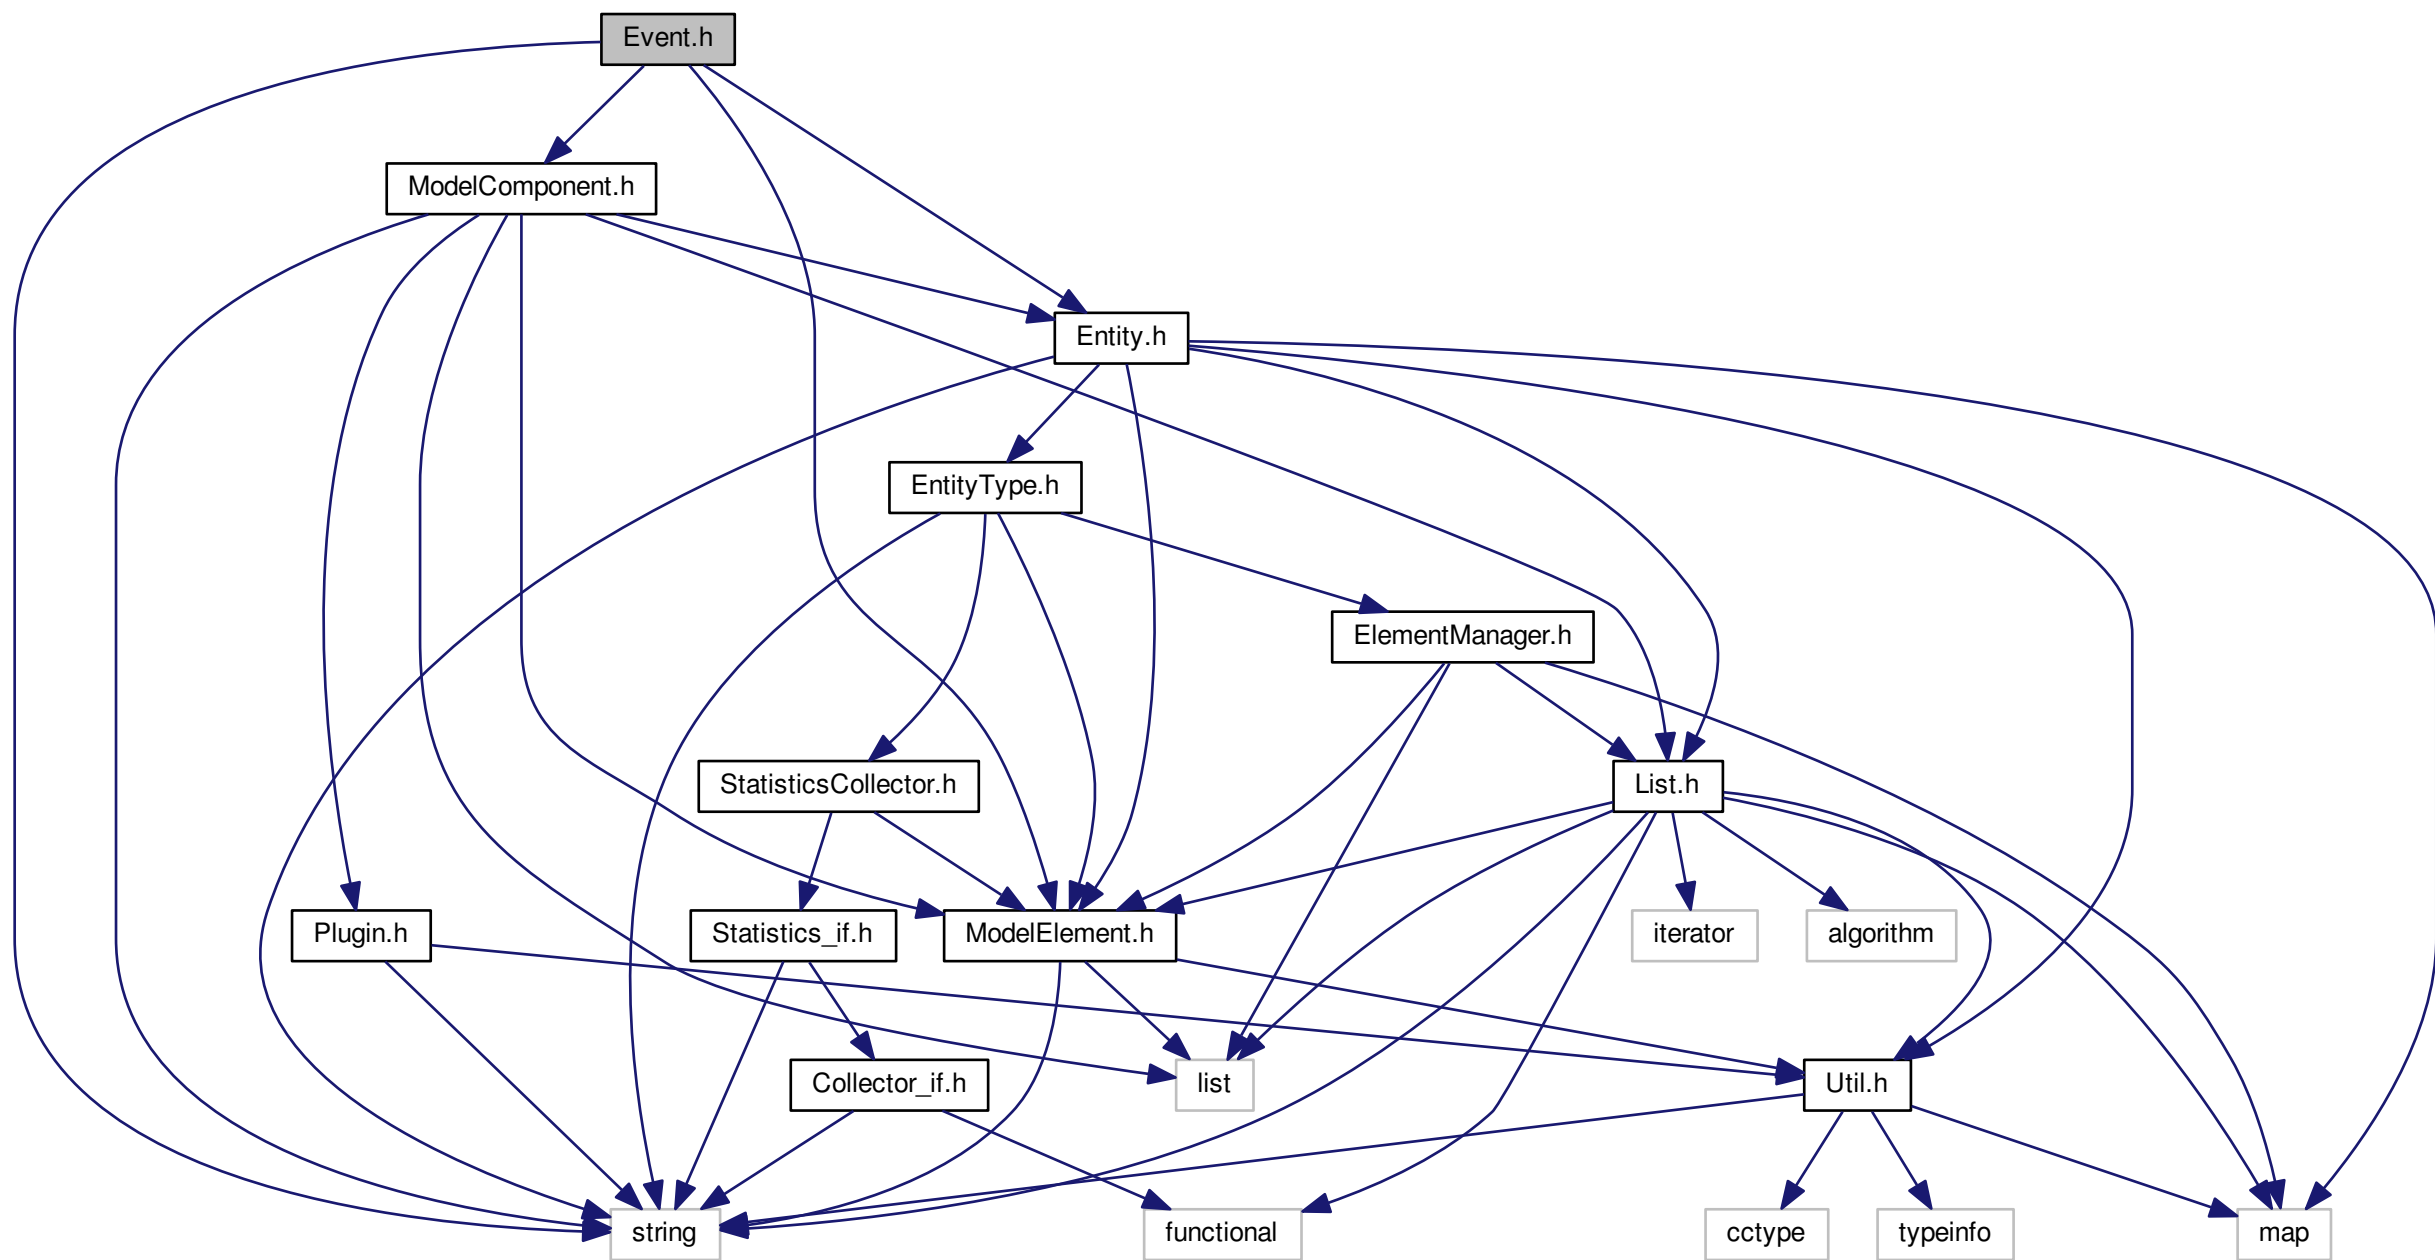 Event.h
ModelComponent.h
Entity.h
EntityType.h
ElementManager.h
StatisticsCollector.h
List.h
Plugin.h
Statistics_if.h
ModelElement.h
iterator
algorithm
Collector_if.h
list
Util.h
string
functional
cctype
typeinfo
map